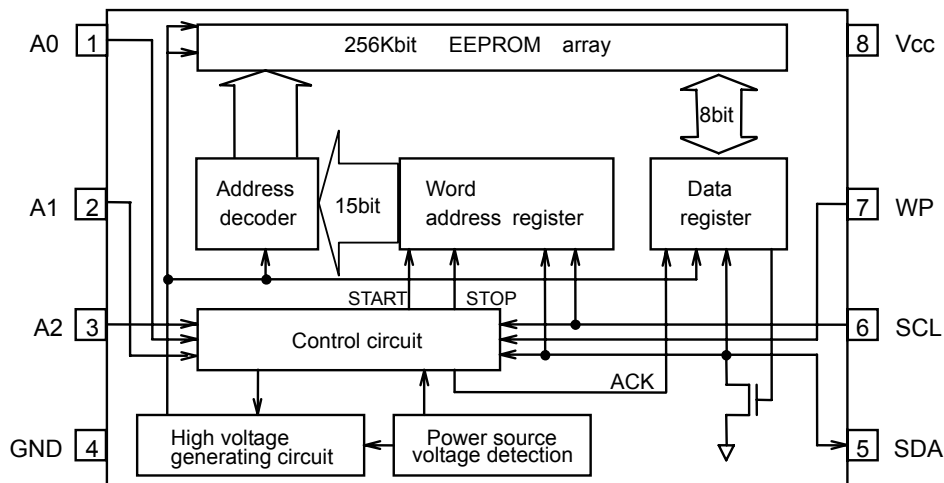 A0 1
256Kbit EEPROM array
8 Vcc
8bit
A1 2
Address
decoder
15bit
Word
address register
Data
register
7 WP
START
STOP
A2 3
Control circuit
6 SCL
ACK
GND 4
High voltage
generating circuit
Power source
voltage detection
5 SDA